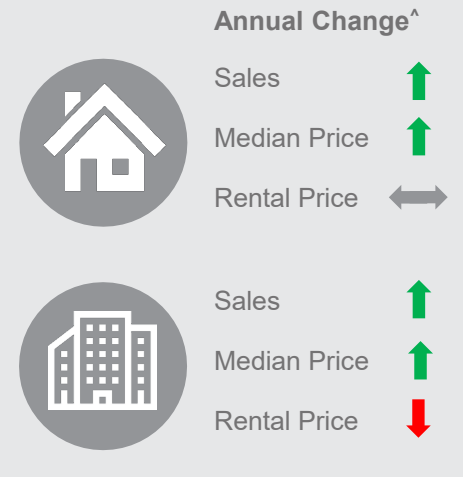 Annual Change^
Sales
Median Price
Rental Price
Sales
Median Price
Rental Price